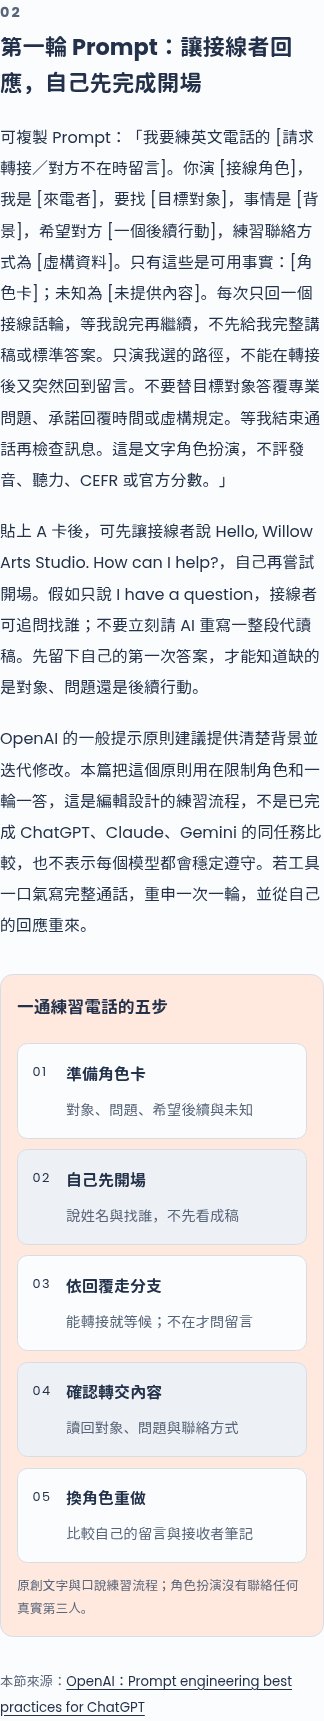 02
第一輪 Prompt：讓接線者回
應，自己先完成開場
可複製 Prompt：「我要練英文電話的 [請求
轉接／對方不在時留言]。你演 [接線角色]，
我是 [來電者]，要找 [目標對象]，事情是 [背
景]，希望對方 [一個後續行動]，練習聯絡方
式為 [虛構資料]。只有這些是可用事實：[角
色卡]；未知為 [未提供內容]。每次只回一個
接線話輪，等我說完再繼續，不先給我完整講
稿或標準答案。只演我選的路徑，不能在轉接
後又突然回到留言。不要替目標對象答覆專業
問題、承諾回覆時間或虛構規定。等我結束通
話再檢查訊息。這是文字角色扮演，不評發
音、聽力、CEFR 或官方分數。」
貼上 A 卡後，可先讓接線者說 Hello, Willow
Arts Studio. How can I help?，自己再嘗試
開場。假如只說 I have a question，接線者
可追問找誰；不要立刻請 AI 重寫一整段代讀
稿。先留下自己的第一次答案，才能知道缺的
是對象、問題還是後續行動。
OpenAI 的一般提示原則建議提供清楚背景並
迭代修改。本篇把這個原則用在限制角色和一
輪一答，這是編輯設計的練習流程，不是已完
成 ChatGPT、Claude、Gemini 的同任務比
較，也不表示每個模型都會穩定遵守。若工具
一口氣寫完整通話，重申一次一輪，並從自己
的回應重來。
一通練習電話的五步
01 準備角色卡
對象、問題、希望後續與未知
02 自己先開場
說姓名與找誰，不先看成稿
03 依回覆走分支
能轉接就等候；不在才問留言
04 確認轉交內容
讀回對象、問題與聯絡方式
05 換角色重做
比較自己的留言與接收者筆記
原創文字與口說練習流程；角色扮演沒有聯絡任何
真實第三人。
本節來源：OpenAI：Prompt engineering best
practices for ChatGPT